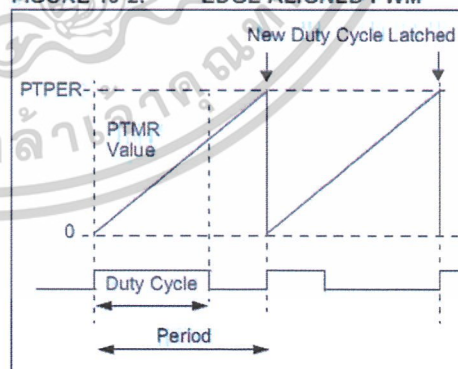 EDGE ALIGNED PWM
New Duty Cycle Latched
PTPER
PTMR
Value
0
Duty Cycle
Period